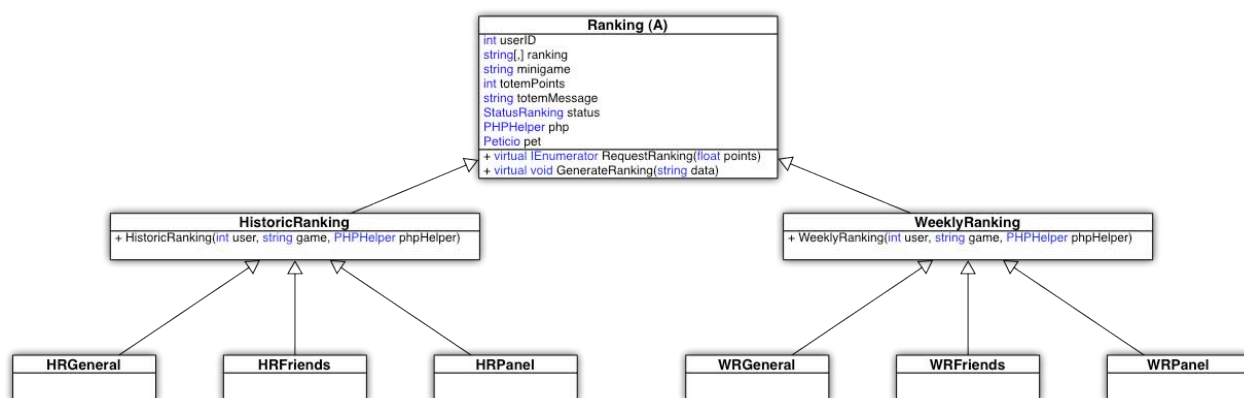 Ranking (A)
int userID
string[,] ranking
string minigame
int totemPoints
string totemMessage
StatusRanking status
PHPHelper php
Peticio pet
+ virtual IEnumerator RequestRanking(float points)
+ virtual void GenerateRanking(string data)
HistoricRanking
+ HistoricRanking(int user, string game, PHPHelper phpHelper)
WeeklyRanking
+ WeeklyRanking(int user, string game, PHPHelper phpHelper)
HRGeneral
HRFriends
HRPanel
WRGeneral
WRFriends
WRPanel